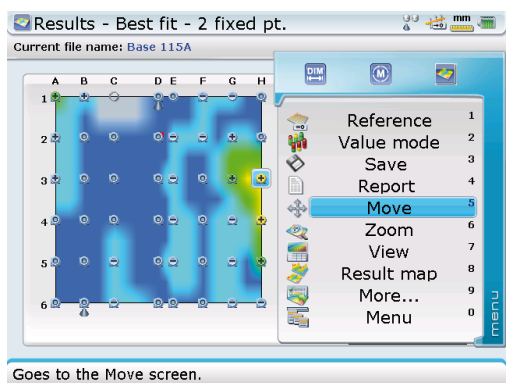 Results - Best fit - 2 fixed pt.
mm
Current file name: Base 115A
DIM
M
A B C D E F G H
1
2
3
4
5
6
Reference 1
Value mode 2
Save 3
Report 4
Move 5
Zoom 6
View 7
Result map 8
More... 9
Menu 0
menu
Goes to the Move screen.